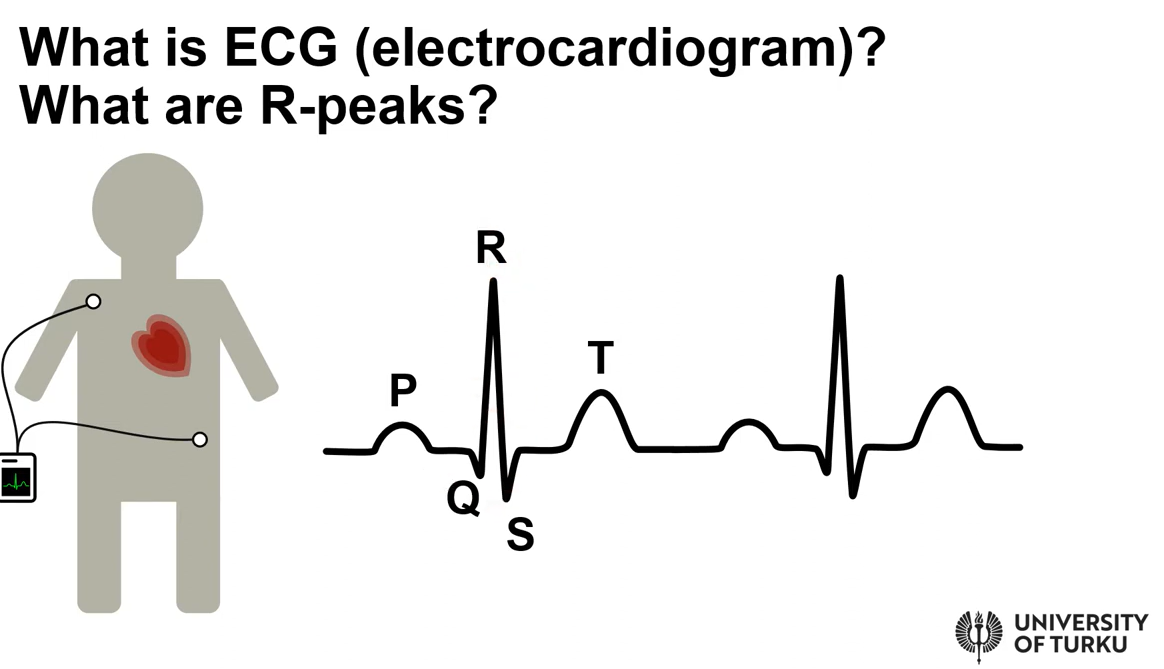 What is ECG (electrocardiogram)?
What are R-peaks?
R
T
P
Q
S
UNIVERSITY
OF TURKU